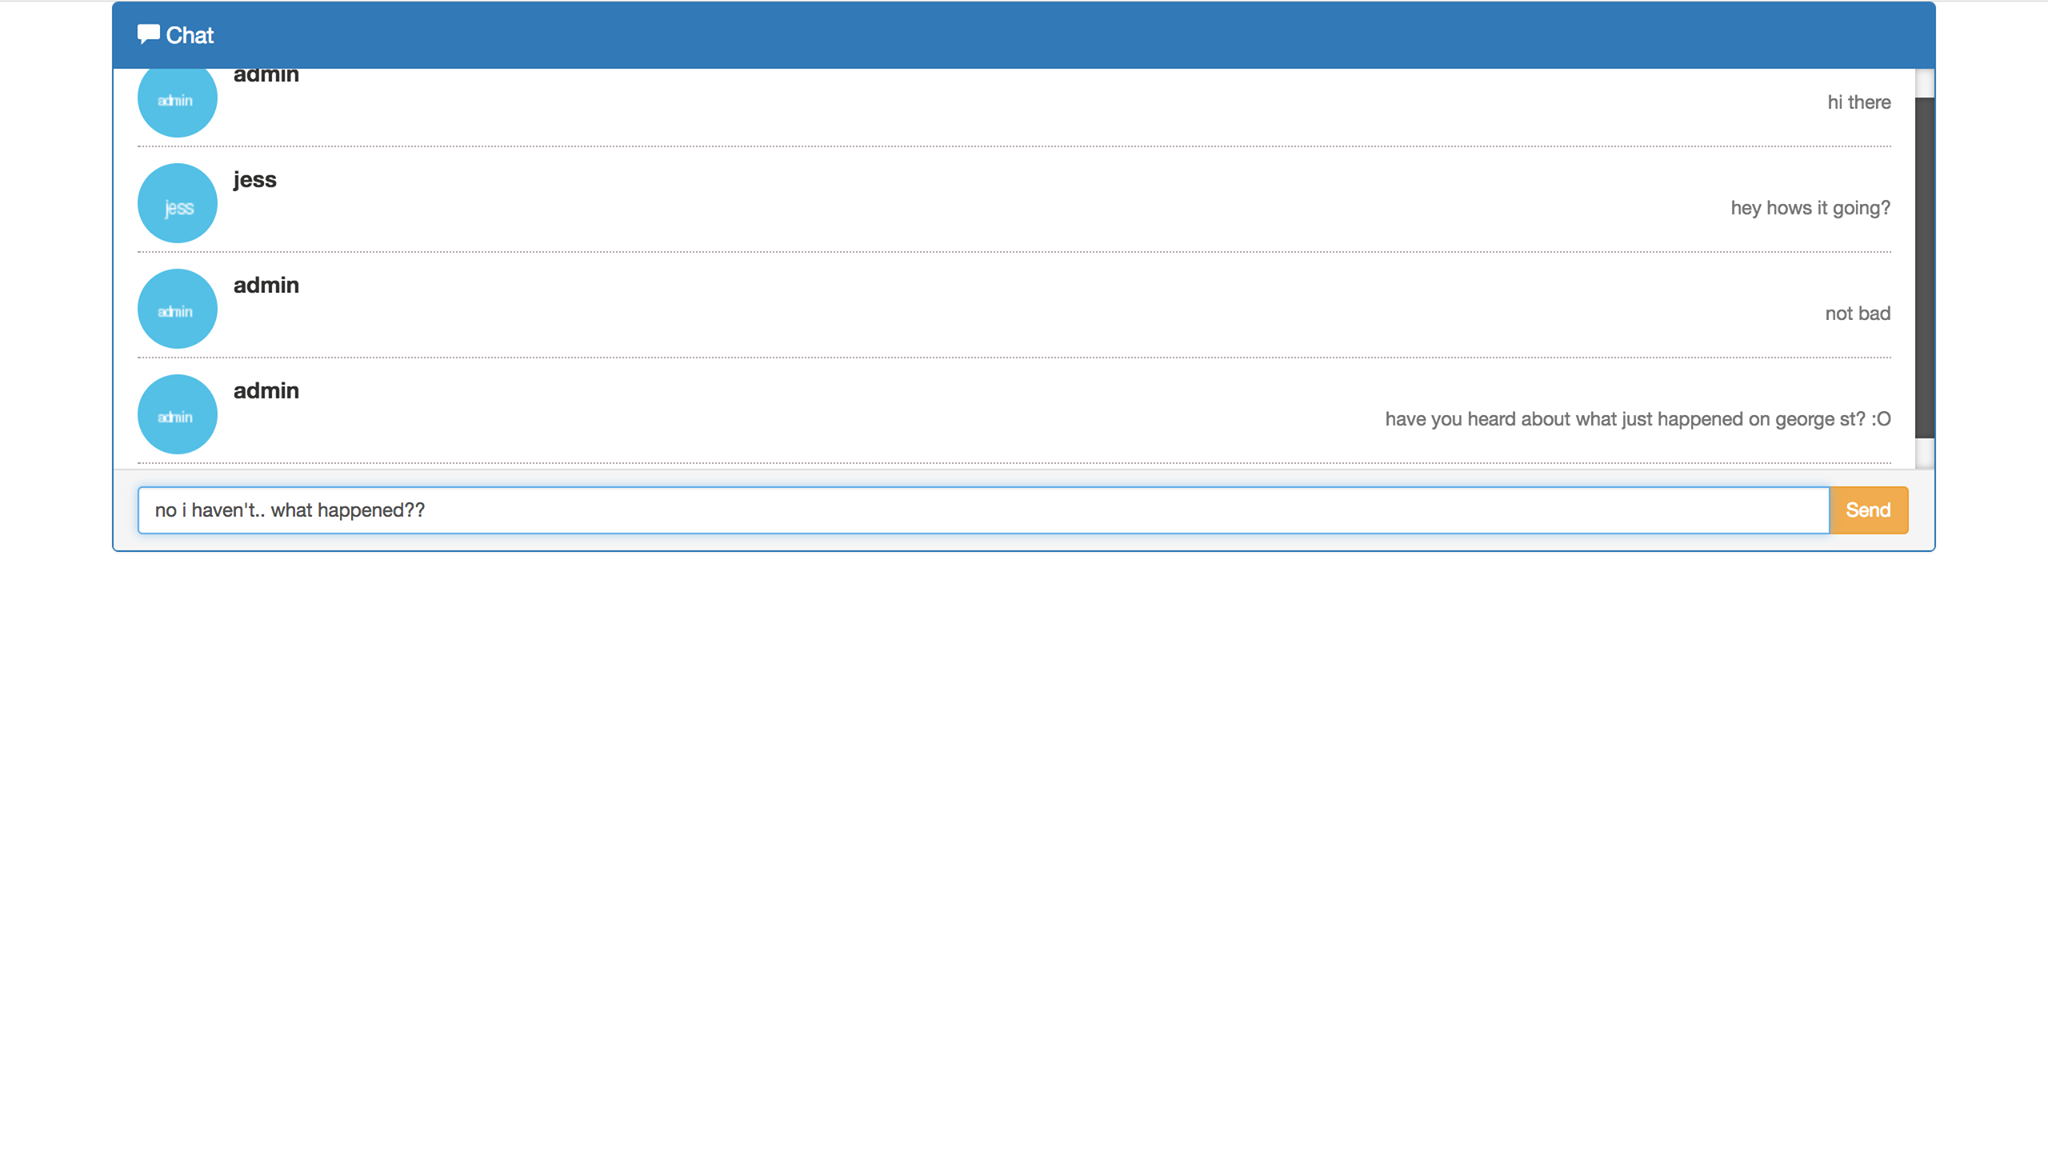 Chat
admin
admin
hi there
jess
jess
hey hows it going?
admin
admin
not bad
admin
admin
have you heard about what just happened on george st? :O
no i haven't.. what happened??
Send